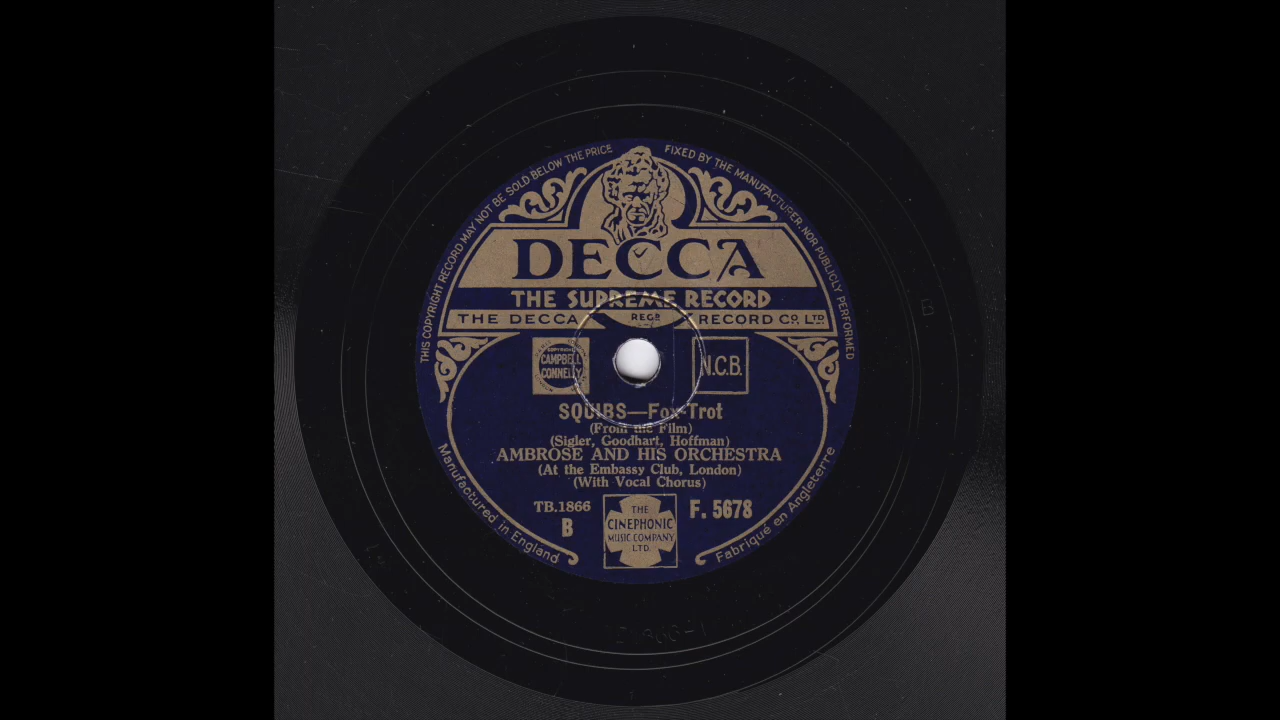 THIS COPYRIGHT RECORD MAY NOT BE SOLD BELOW THE PRICE FIXED BY THE MANUFACTURER, NOR PUBLICLY PERFORMED
DECCA
THE SUPREME RECORD
THE DECCA REGD RECORD CO. LTD.
COPYRIGHT CAMPBELL CONNELLY
N.C.B.
SQUIBS—Fox-Trot
(From the Film)
(Sigler, Goodhart, Hoffman)
AMBROSE AND HIS ORCHESTRA
(At the Embassy Club, London)
(With Vocal Chorus)
TB.1866
B
F. 5678
THE
CINEPHONIC
MUSIC COMPANY
LTD.
Manufactured in England
Fabriqué en Angleterre
B